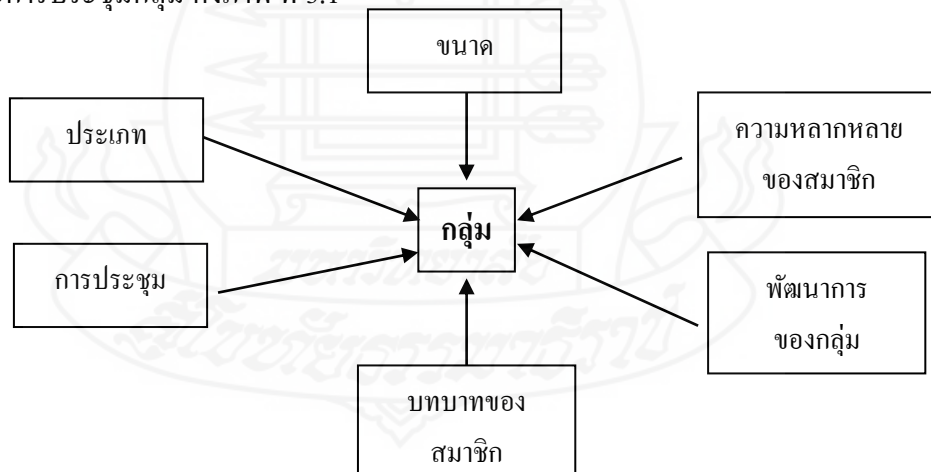 ขนาด
ประเภท
ความหลากหลาย
ของสมาชิก
กลุ่ม
การประชุม
พัฒนาการ
ของกลุ่ม
บทบาทของ
สมาชิก